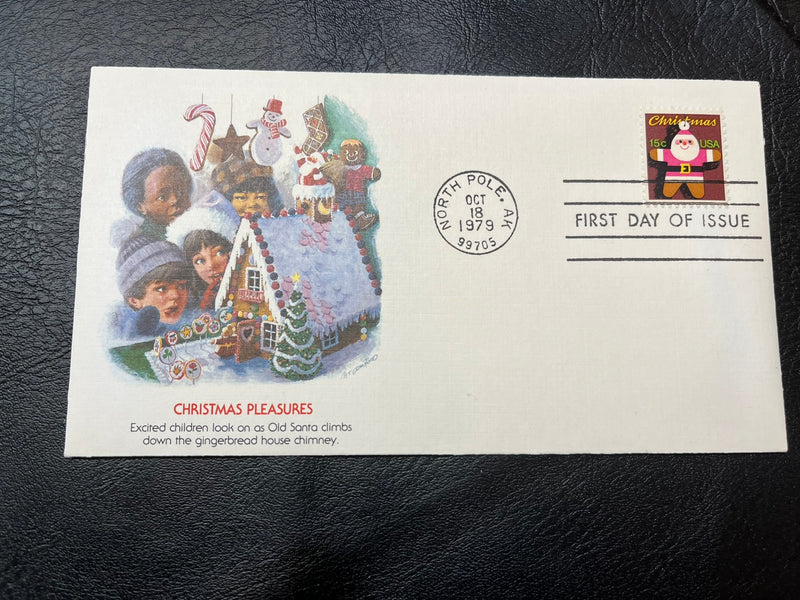 Christmas
15c USA
NORTH POLE, AK
OCT
18
1979
99705
FIRST DAY OF ISSUE
CHRISTMAS PLEASURES
Excited children look on as Old Santa climbs
down the gingerbread house chimney.